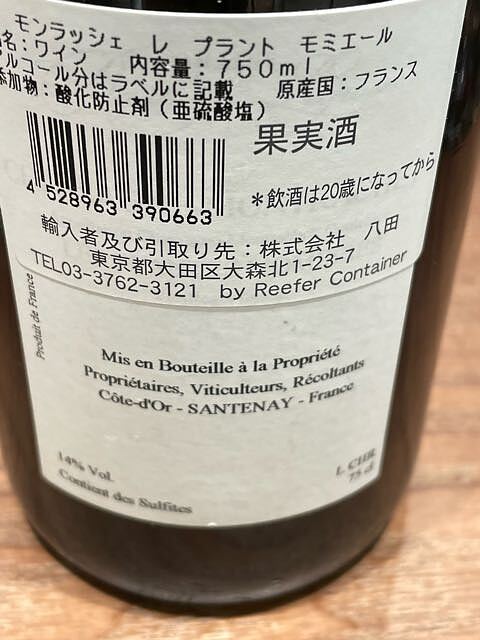 モンラッシェ レ プラント モミエール
名：ワイン 内容量：750ml
アルコール分はラベルに記載 原産国：フランス
添加物：酸化防止剤（亜硫酸塩）
果実酒
4 528963 390663
＊飲酒は20歳になってから
輸入者及び引取り先：株式会社 八田
東京都大田区大森北1-23-7
TEL03-3762-3121 by Reefer Container
Produit de France
Mis en Bouteille à la Propriété
Propriétaires, Viticulteurs, Récoltants
Côte-d'Or - SANTENAY - France
14% Vol.
L CHR
Contient des Sulfites
75 cl